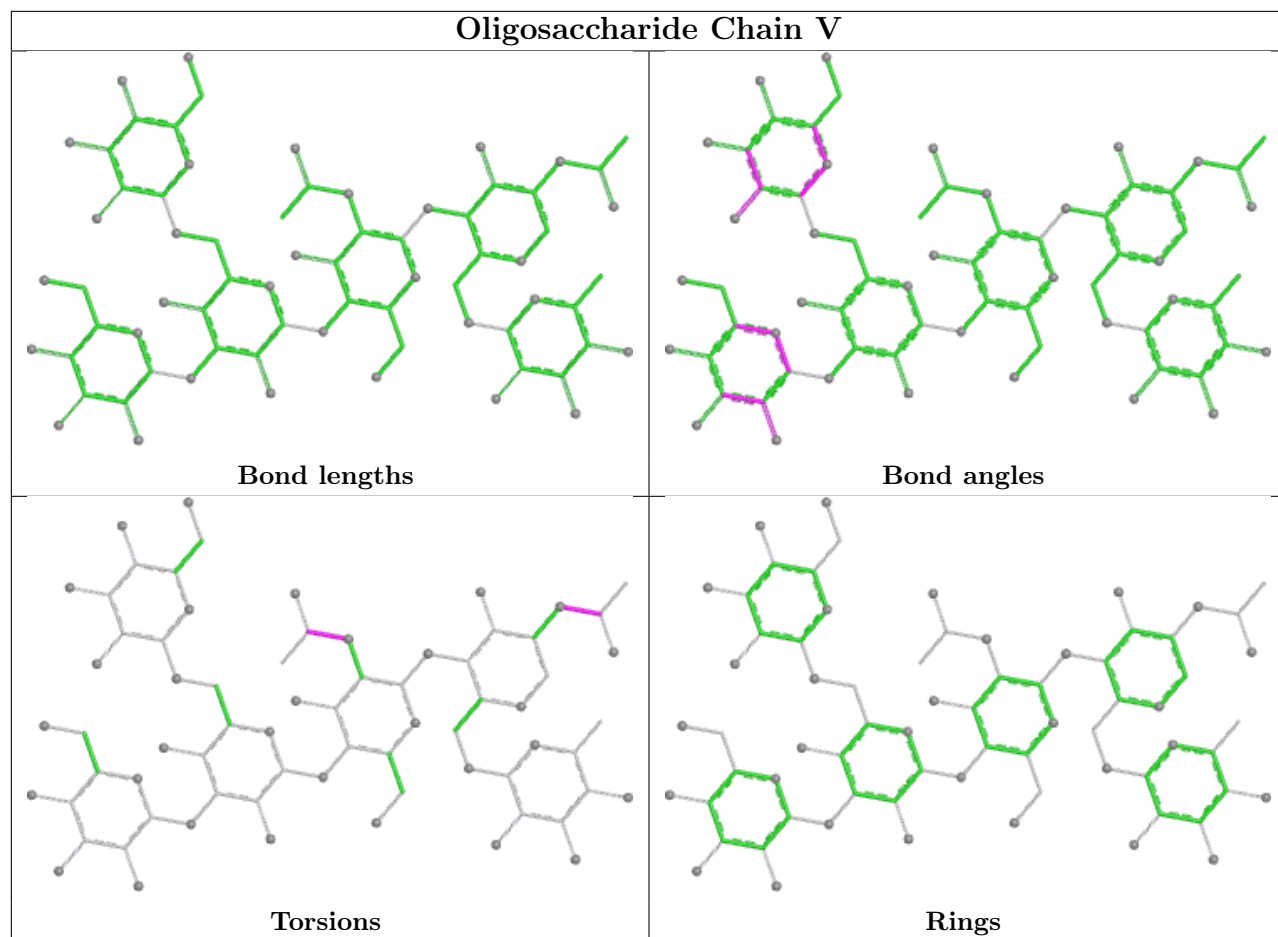 Oligosaccharide Chain V
Bond lengths
Bond angles
Torsions
Rings